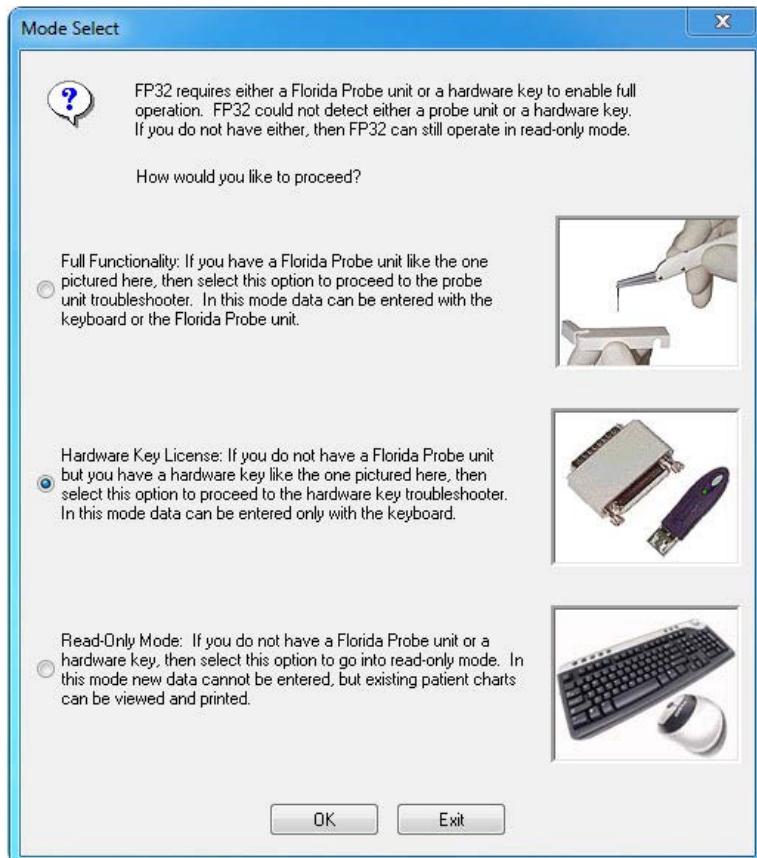 Mode Select
FP32 requires either a Florida Probe unit or a hardware key to enable full
operation.  FP32 could not detect either a probe unit or a hardware key.
If you do not have either, then FP32 can still operate in read-only mode.
How would you like to proceed?
Full Functionality: If you have a Florida Probe unit like the one
pictured here, then select this option to proceed to the probe
unit troubleshooter.  In this mode data can be entered with the
keyboard or the Florida Probe unit.
Hardware Key License: If you do not have a Florida Probe unit
but you have a hardware key like the one pictured here, then
select this option to proceed to the hardware key troubleshooter.
In this mode data can be entered only with the keyboard.
Read-Only Mode:  If you do not have a Florida Probe unit or a
hardware key, then select this option to go into read-only mode.  In
this mode new data cannot be entered, but existing patient charts
can be viewed and printed.
OK
Exit